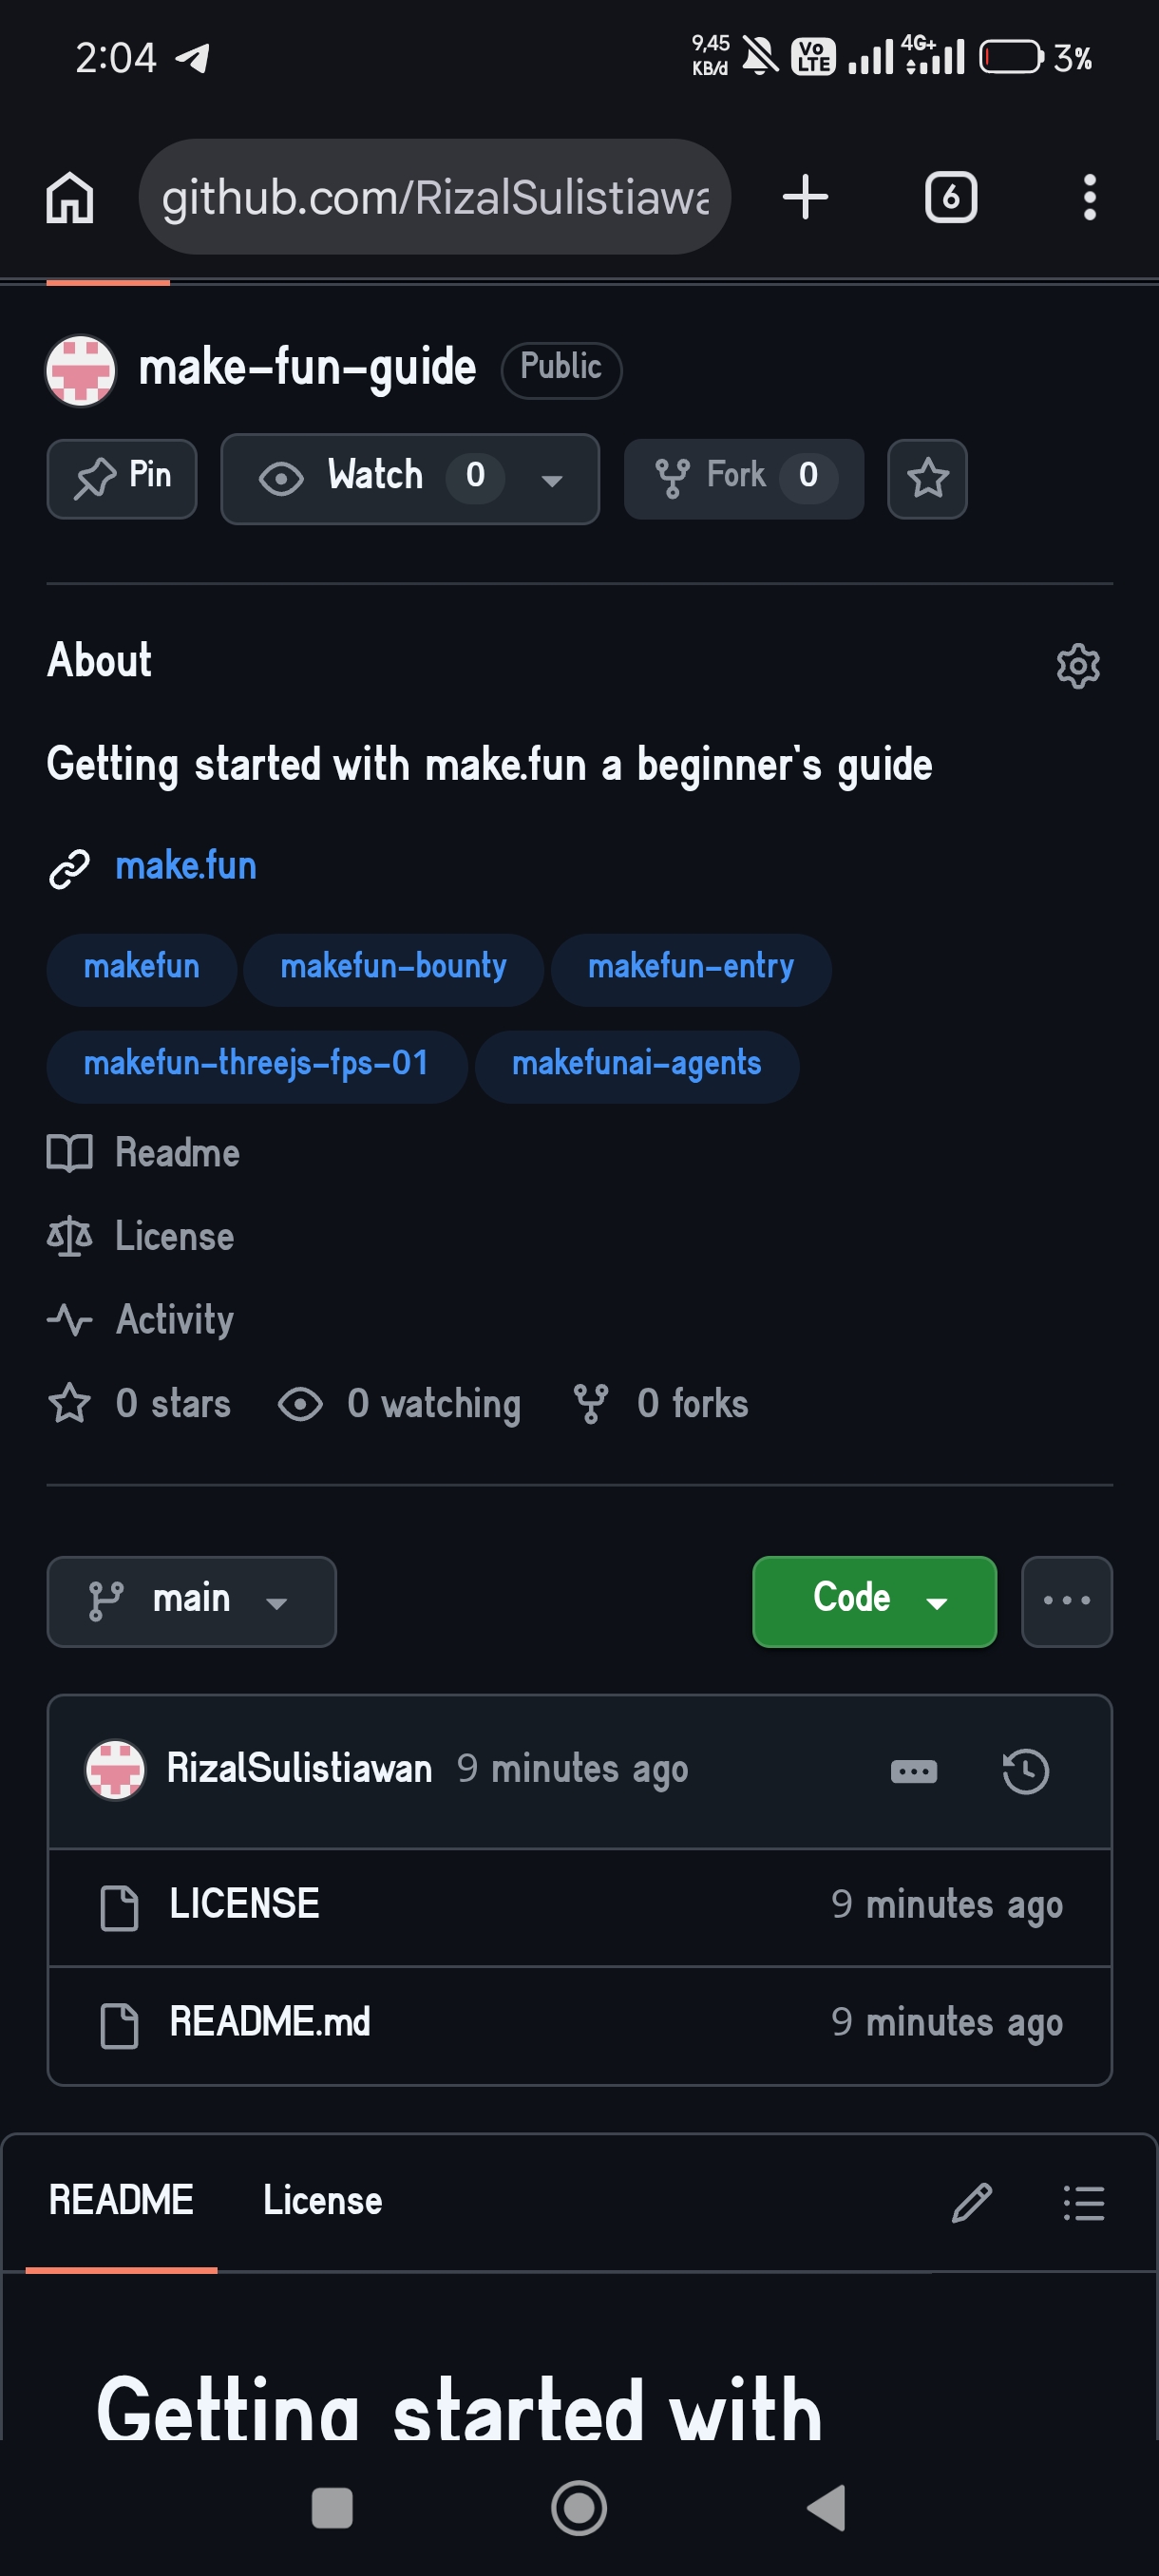 2:04 9,45 KB/d Vo LTE 4G+ 3%
github.com/RizalSulistiawa
6
make-fun-guide Public
Pin Watch 0 Fork 0
About
Getting started with make.fun a beginner's guide
make.fun
makefun makefun-bounty makefun-entry
makefun-threejs-fps-01 makefunai-agents
Readme
License
Activity
0 stars 0 watching 0 forks
main Code
RizalSulistiawan 9 minutes ago
LICENSE 9 minutes ago
README.md 9 minutes ago
README License
Getting started with